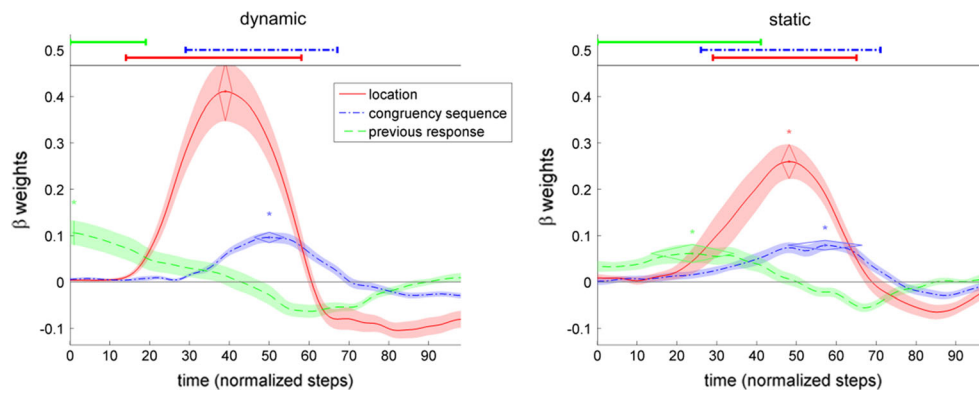 dynamic
0.5
0.4
0.3
0.2
0.1
0
-0.1
β weights
0 10 20 30 40 50 60 70 80 90
time (normalized steps)
location
congruency sequence
previous response
*
*
static
0.5
0.4
0.3
0.2
0.1
0
-0.1
β weights
0 10 20 30 40 50 60 70 80 90
time (normalized steps)
*
*
*